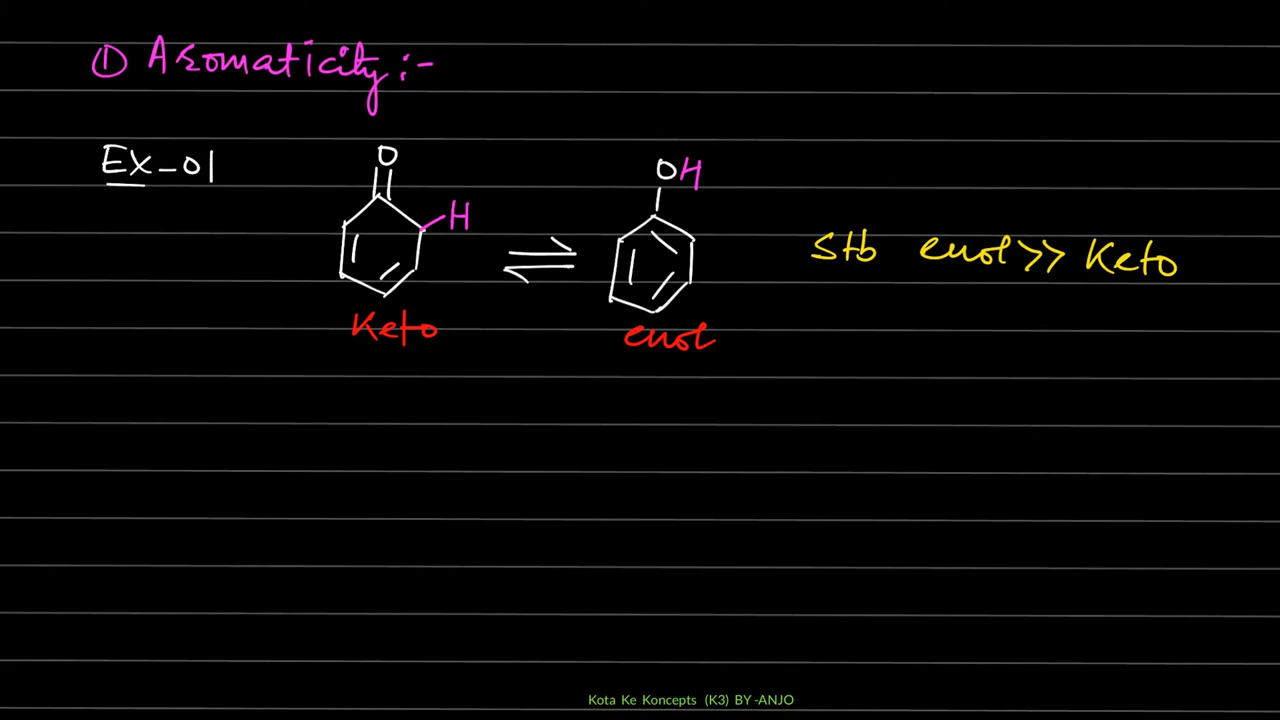 ① Aromaticity :-
Ex-01
O
H
OH
Stb enol >> Keto
Keto
enol
Kota Ke Koncepts (K3) BY -ANJO